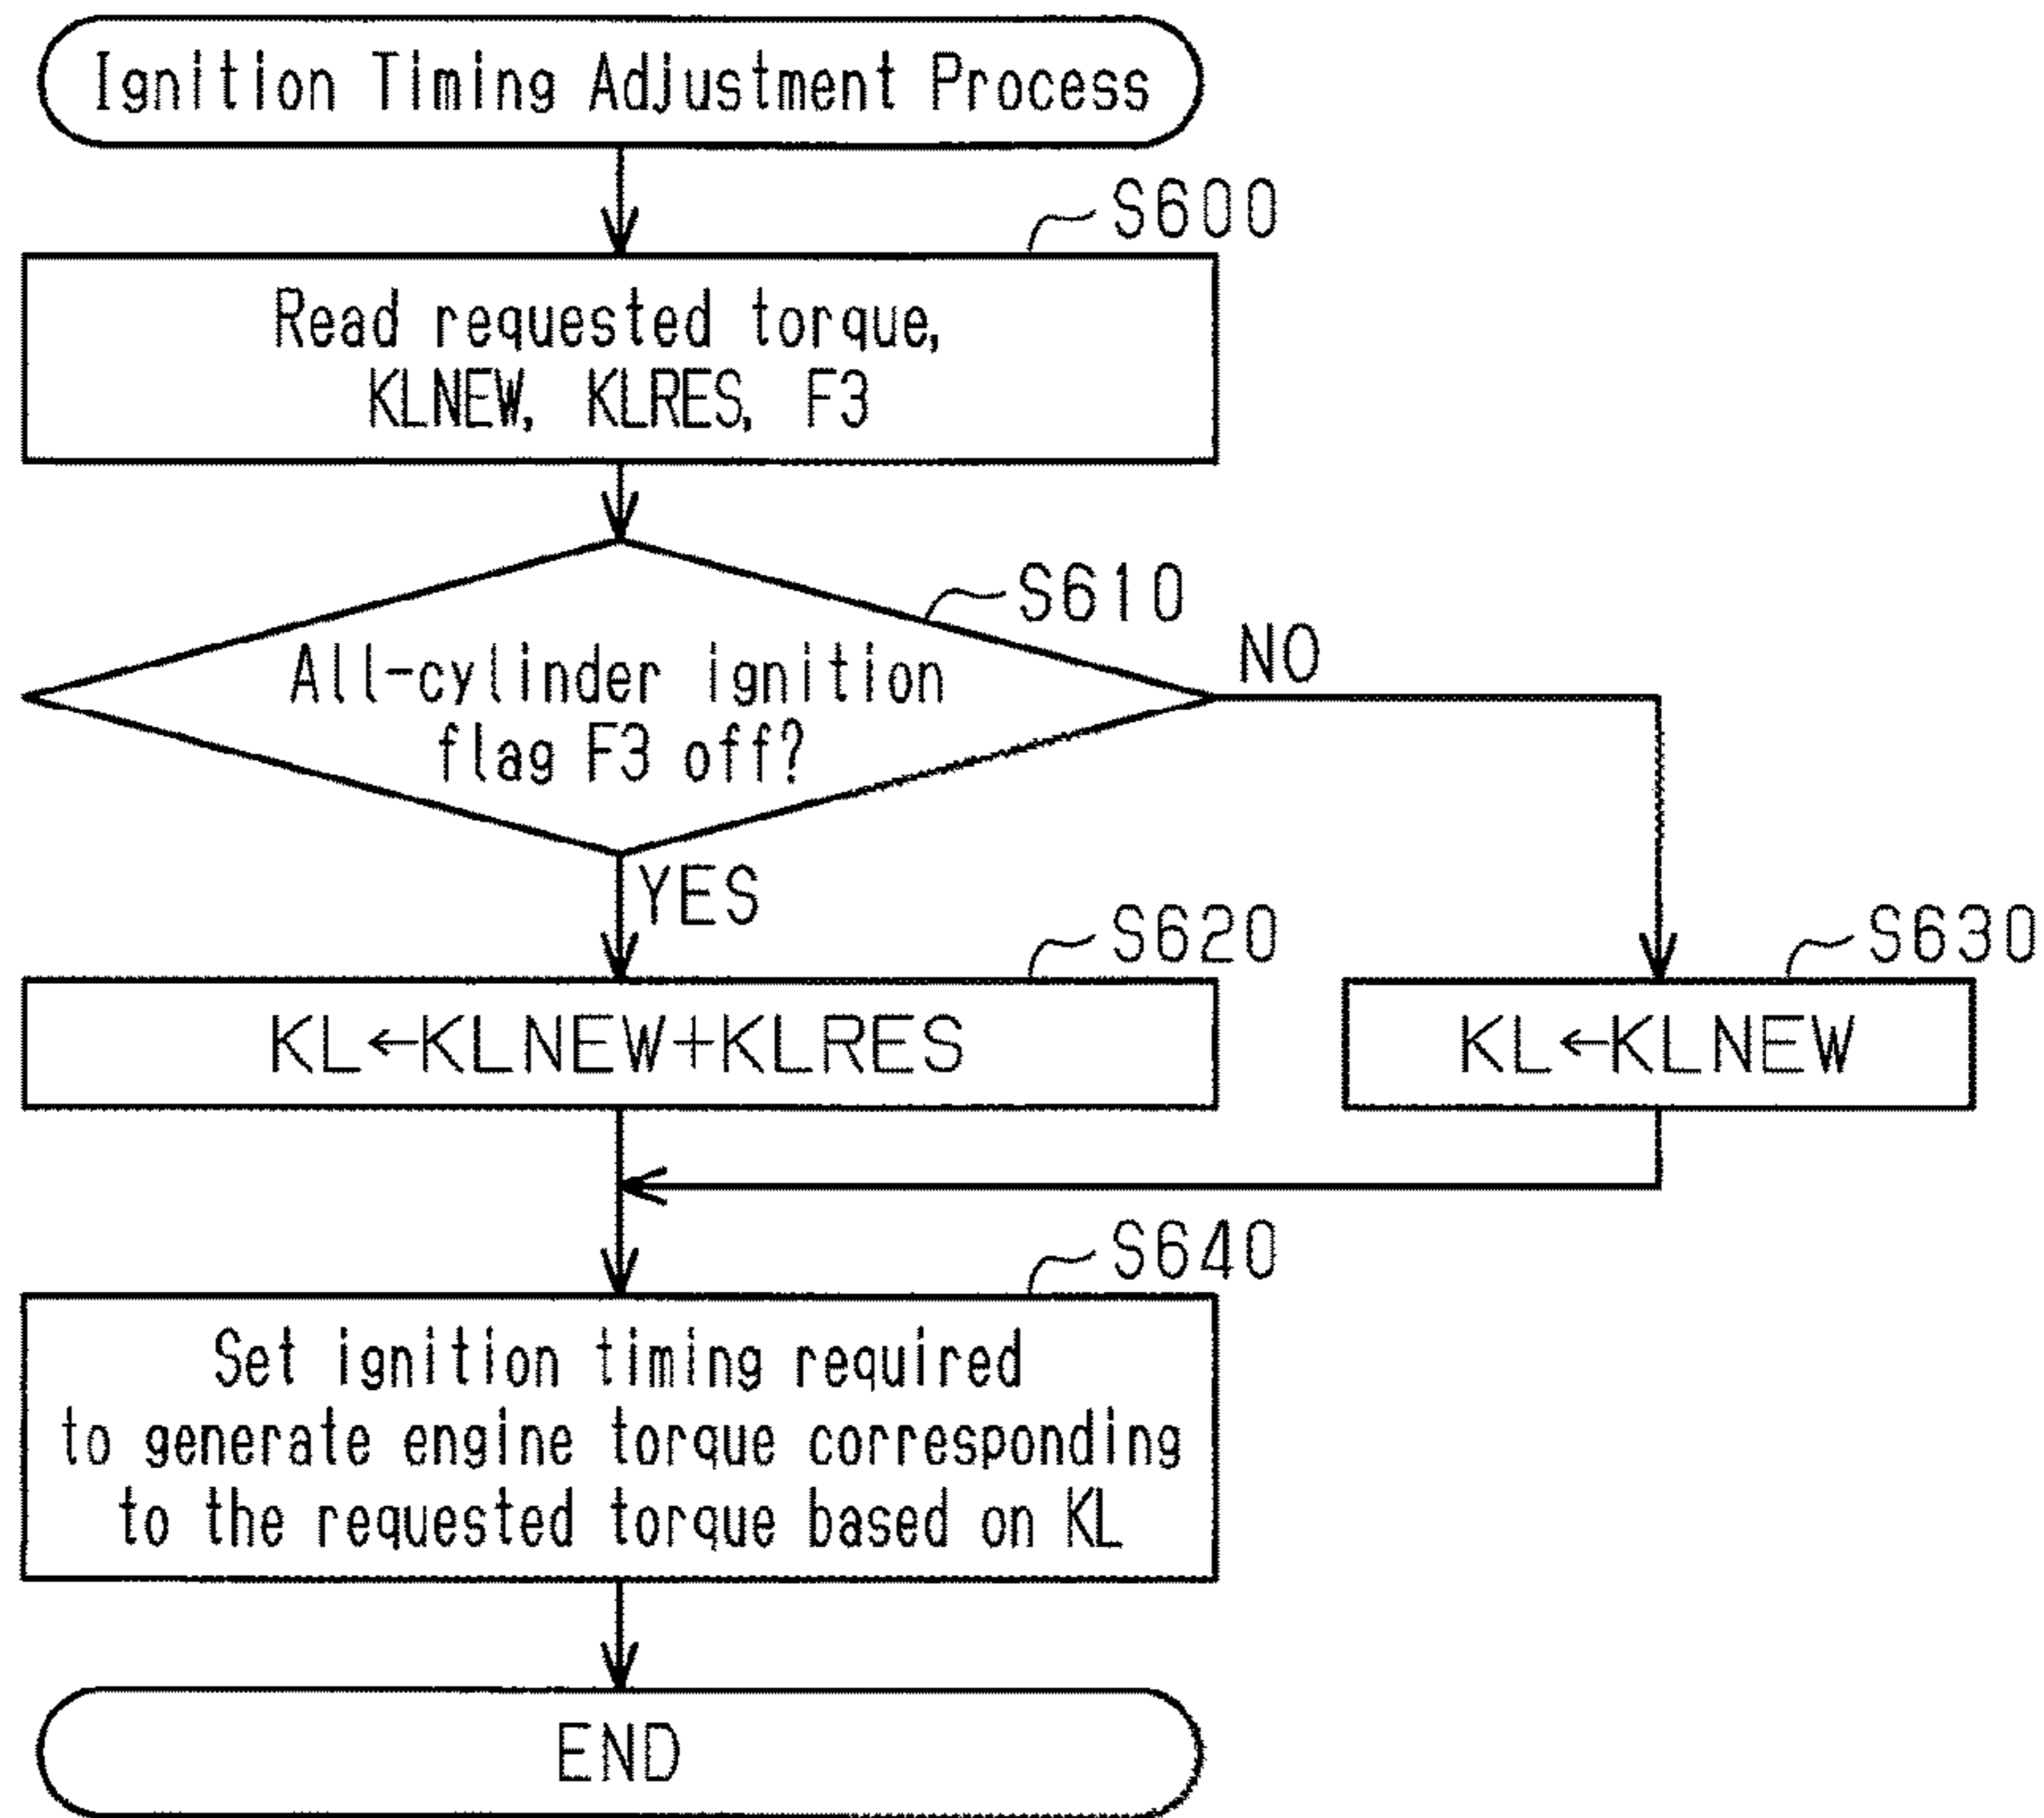 Ignition Timing Adjustment Process
S600
Read requested torque,
KLNEW, KLRES, F3
S610
All-cylinder ignition
flag F3 off?
NO
YES
S620
KL←KLNEW+KLRES
S630
KL←KLNEW
S640
Set ignition timing required
to generate engine torque corresponding
to the requested torque based on KL
END